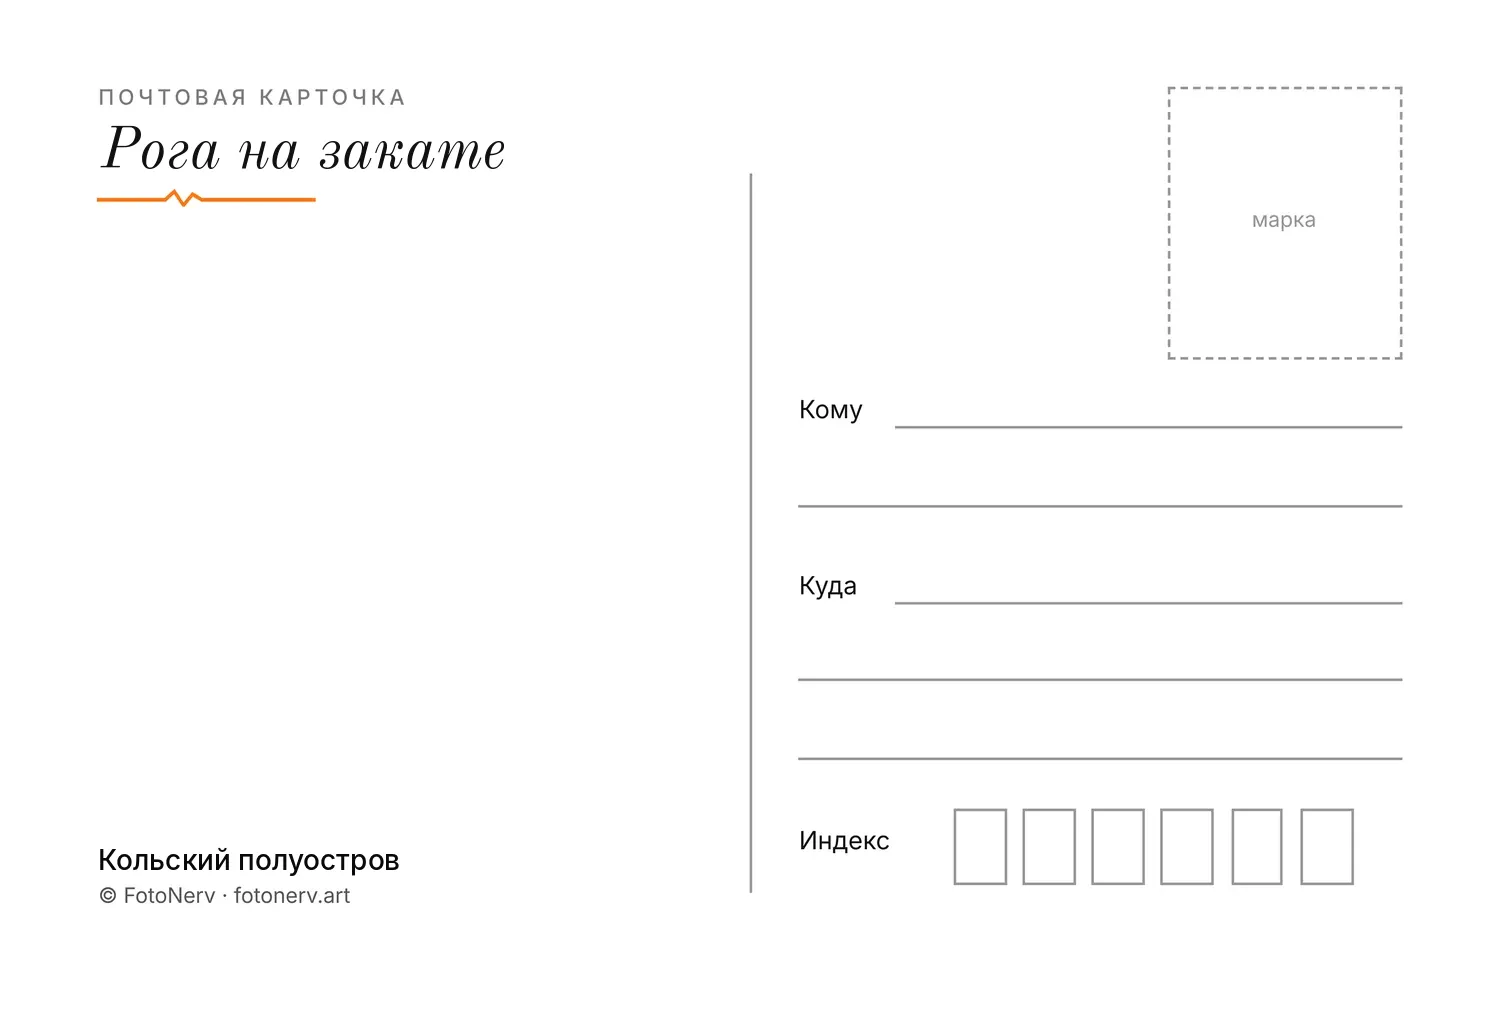 ПОЧТОВАЯ КАРТОЧКА
Рога на закате
марка
Кому
Куда
Индекс
Кольский полуостров
© FotoNerv · fotonerv.art